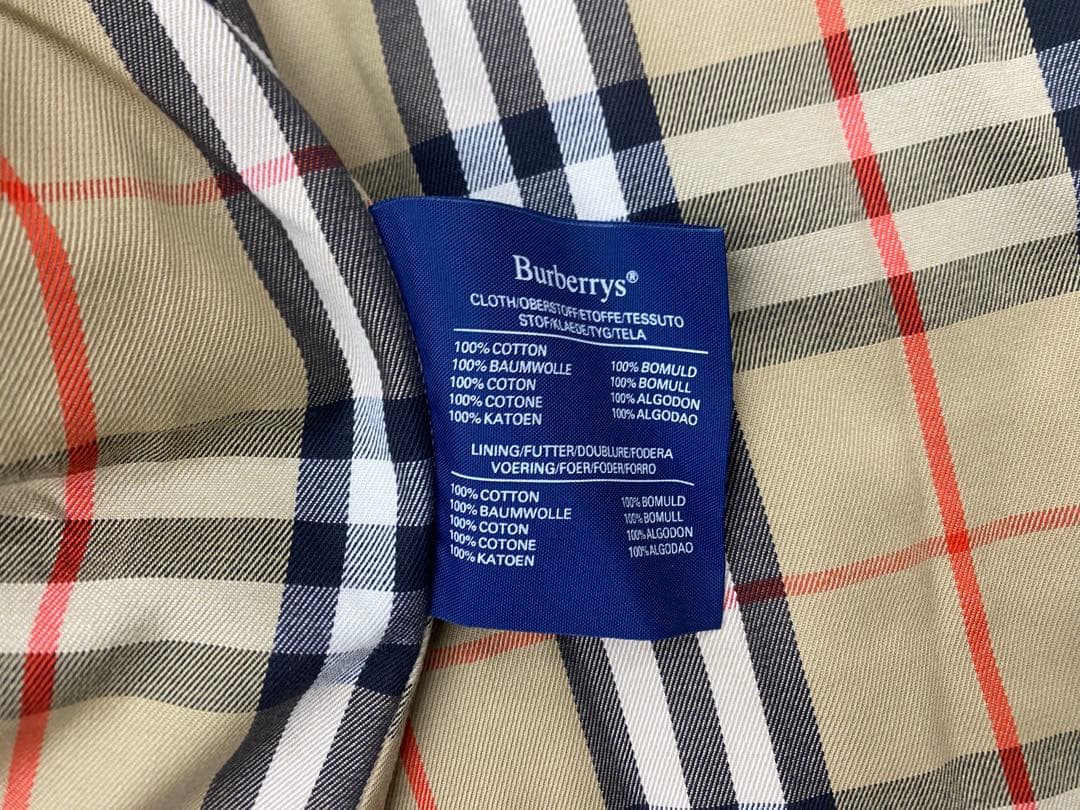 Burberrys®
CLOTH/OBERSTOFF/ETOFFE/TESSUTO
STOF/KLAEDE/TYG/TELA
100% COTTON
100% BAUMWOLLE
100% COTON
100% COTONE
100% KATOEN
100% BOMULD
100% BOMULL
100% ALGODON
100% ALGODAO
LINING/FUTTER/DOUBLURE/FODERA
VOERING/FOER/FODER/FORRO
100% COTTON
100% BAUMWOLLE
100% COTON
100% COTONE
100% KATOEN
100% BOMULD
100% BOMULL
100% ALGODON
100% ALGODAO